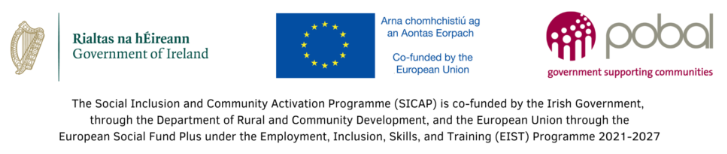 Rialtas na hÉireann
Government of Ireland
Arna chomhchistiú ag
an Aontas Eorpach
Co-funded by the
European Union
pobal
government supporting communities
The Social Inclusion and Community Activation Programme (SICAP) is co-funded by the Irish Government,
through the Department of Rural and Community Development, and the European Union through the
European Social Fund Plus under the Employment, Inclusion, Skills, and Training (EIST) Programme 2021-2027